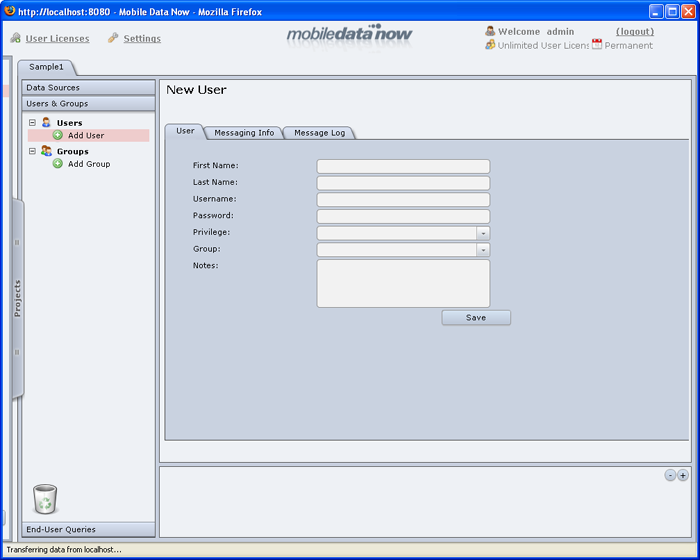 http://localhost:8080 - Mobile Data Now - Mozilla Firefox
User Licenses Settings mobiledata now Welcome admin (logout)
Unlimited User Licens Permanent
Sample1
Data Sources
Users & Groups
Users
Add User
Groups
Add Group
Projects
End-User Queries
New User
User Messaging Info Message Log
First Name:
Last Name:
Username:
Password:
Privilege:
Group:
Notes:
Save
Transferring data from localhost...